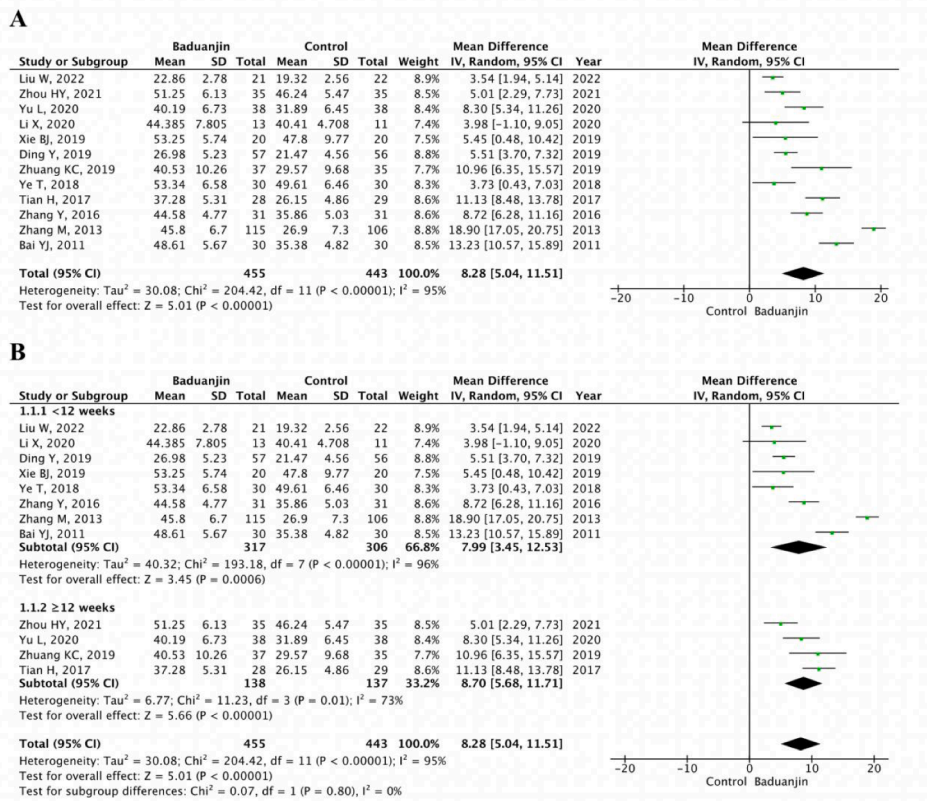 A
Baduanjin Control Mean Difference Mean Difference
Study or Subgroup Mean SD Total Mean SD Total Weight IV, Random, 95% CI Year IV, Random, 95% CI
Liu W, 2022 22.86 2.78 21 19.32 2.56 22 8.9% 3.54 [1.94, 5.14] 2022
Zhou HY, 2021 51.25 6.13 35 46.24 5.47 35 8.5% 5.01 [2.29, 7.73] 2021
Yu L, 2020 40.19 6.73 38 31.89 6.45 38 8.4% 8.30 [5.34, 11.26] 2020
Li X, 2020 44.385 7.805 13 40.41 4.708 11 7.4% 3.98 [-1.10, 9.05] 2020
Xie BJ, 2019 53.25 5.74 20 47.8 9.77 20 7.5% 5.45 [0.48, 10.42] 2019
Ding Y, 2019 26.98 5.23 57 21.47 4.56 56 8.8% 5.51 [3.70, 7.32] 2019
Zhuang KC, 2019 40.53 10.26 37 29.57 9.68 35 7.7% 10.96 [6.35, 15.57] 2019
Ye T, 2018 53.34 6.58 30 49.61 6.46 30 8.3% 3.73 [0.43, 7.03] 2018
Tian H, 2017 37.28 5.31 28 26.15 4.86 29 8.6% 11.13 [8.48, 13.78] 2017
Zhang Y, 2016 44.58 4.77 31 35.86 5.03 31 8.6% 8.72 [6.28, 11.16] 2016
Zhang M, 2013 45.8 6.7 115 26.9 7.3 106 8.8% 18.90 [17.05, 20.75] 2013
Bai YJ, 2011 48.61 5.67 30 35.38 4.82 30 8.5% 13.23 [10.57, 15.89] 2011
Total (95% CI) 455 443 100.0% 8.28 [5.04, 11.51]
Heterogeneity: Tau² = 30.08; Chi² = 204.42, df = 11 (P < 0.00001); I² = 95%
Test for overall effect: Z = 5.01 (P < 0.00001)
-20 -10 0 10 20
Control Baduanjin
B
Baduanjin Control Mean Difference Mean Difference
Study or Subgroup Mean SD Total Mean SD Total Weight IV, Random, 95% CI Year IV, Random, 95% CI
1.1.1 <12 weeks
Liu W, 2022 22.86 2.78 21 19.32 2.56 22 8.9% 3.54 [1.94, 5.14] 2022
Li X, 2020 44.385 7.805 13 40.41 4.708 11 7.4% 3.98 [-1.10, 9.05] 2020
Ding Y, 2019 26.98 5.23 57 21.47 4.56 56 8.8% 5.51 [3.70, 7.32] 2019
Xie BJ, 2019 53.25 5.74 20 47.8 9.77 20 7.5% 5.45 [0.48, 10.42] 2019
Ye T, 2018 53.34 6.58 30 49.61 6.46 30 8.3% 3.73 [0.43, 7.03] 2018
Zhang Y, 2016 44.58 4.77 31 35.86 5.03 31 8.6% 8.72 [6.28, 11.16] 2016
Zhang M, 2013 45.8 6.7 115 26.9 7.3 106 8.8% 18.90 [17.05, 20.75] 2013
Bai YJ, 2011 48.61 5.67 30 35.38 4.82 30 8.5% 13.23 [10.57, 15.89] 2011
Subtotal (95% CI) 317 306 66.8% 7.99 [3.45, 12.53]
Heterogeneity: Tau² = 40.32; Chi² = 193.18, df = 7 (P < 0.00001); I² = 96%
Test for overall effect: Z = 3.45 (P = 0.0006)
1.1.2 ≥12 weeks
Zhou HY, 2021 51.25 6.13 35 46.24 5.47 35 8.5% 5.01 [2.29, 7.73] 2021
Yu L, 2020 40.19 6.73 38 31.89 6.45 38 8.4% 8.30 [5.34, 11.26] 2020
Zhuang KC, 2019 40.53 10.26 37 29.57 9.68 35 7.7% 10.96 [6.35, 15.57] 2019
Tian H, 2017 37.28 5.31 28 26.15 4.86 29 8.6% 11.13 [8.48, 13.78] 2017
Subtotal (95% CI) 138 137 33.2% 8.70 [5.68, 11.71]
Heterogeneity: Tau² = 6.77; Chi² = 11.23, df = 3 (P = 0.01); I² = 73%
Test for overall effect: Z = 5.66 (P < 0.00001)
Total (95% CI) 455 443 100.0% 8.28 [5.04, 11.51]
Heterogeneity: Tau² = 30.08; Chi² = 204.42, df = 11 (P < 0.00001); I² = 95%
Test for overall effect: Z = 5.01 (P < 0.00001)
Test for subgroup differences: Chi² = 0.07, df = 1 (P = 0.80), I² = 0%
-20 -10 0 10 20
Control Baduanjin